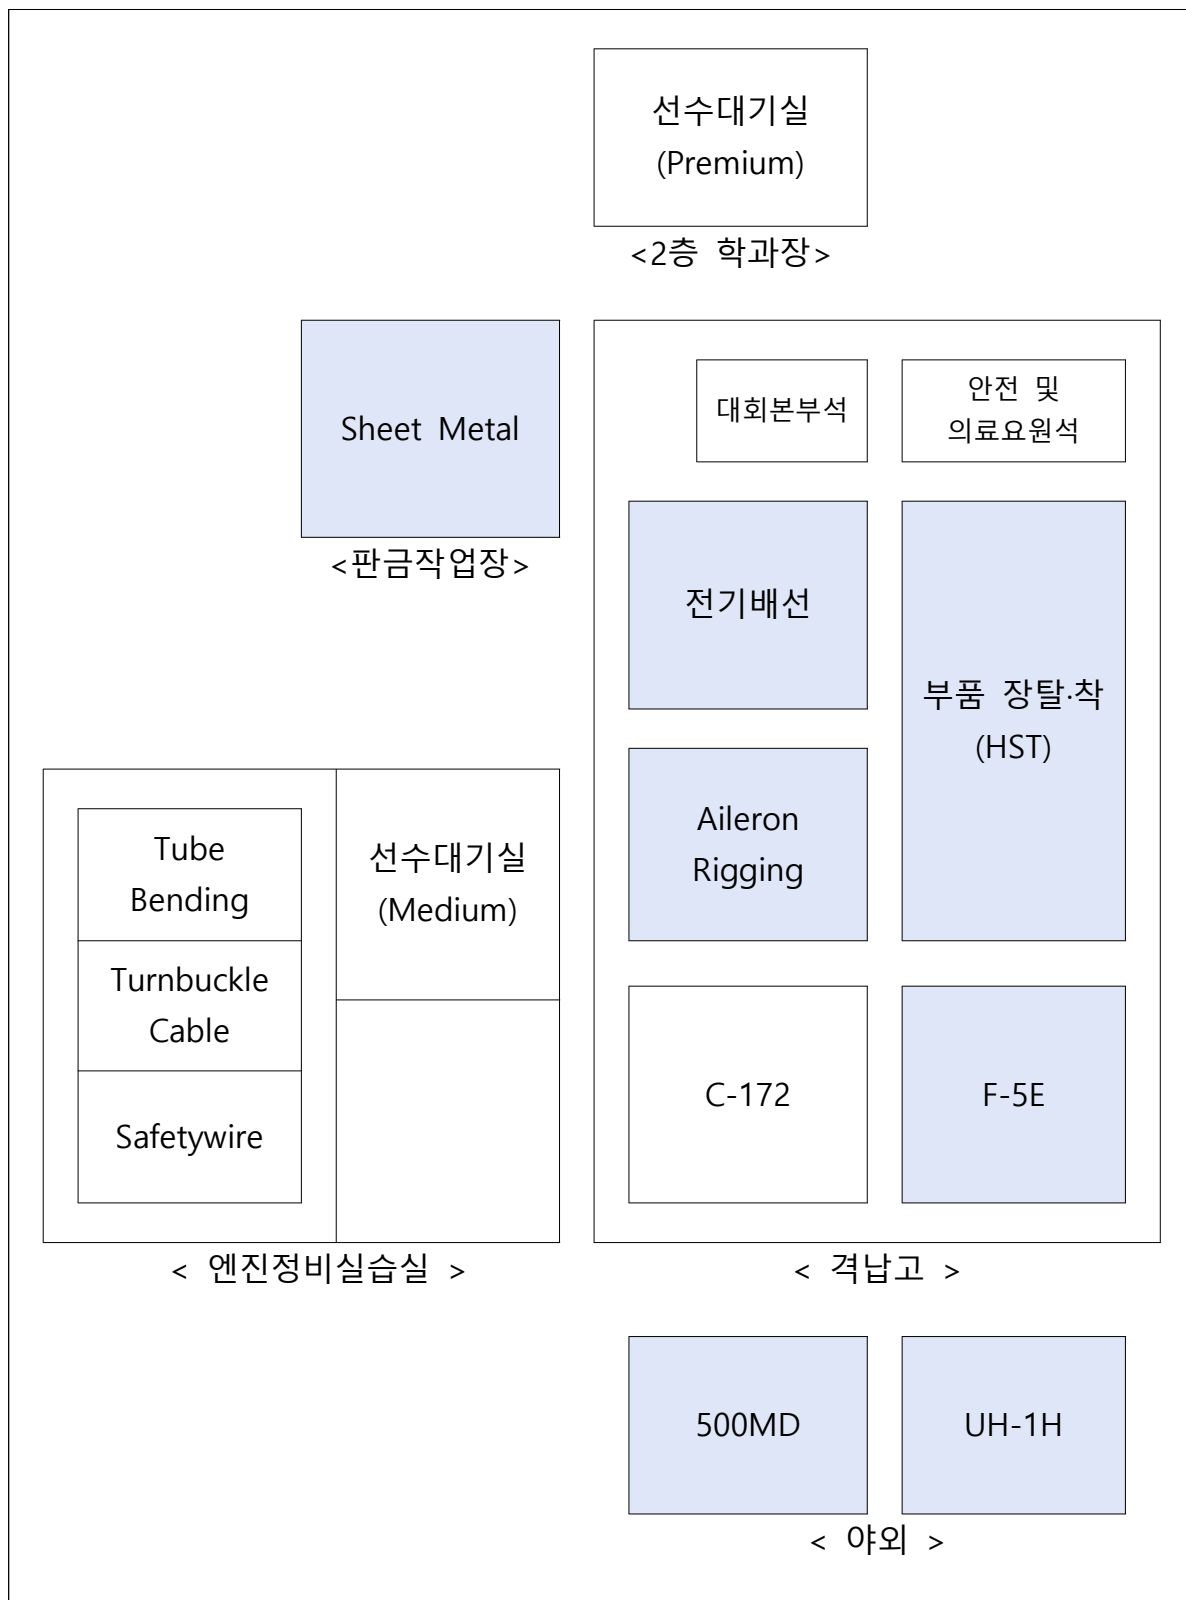 선수대기실
(Premium)
<2층 학과장>
Sheet Metal
<판금작업장>
대회본부석
안전 및
의료요원석
전기배선
부품 장탈·착
(HST)
Aileron
Rigging
Tube
Bending
Turnbuckle
Cable
Safetywire
선수대기실
(Medium)
< 엔진정비실습실 >
C-172
F-5E
< 격납고 >
500MD
UH-1H
< 야외 >